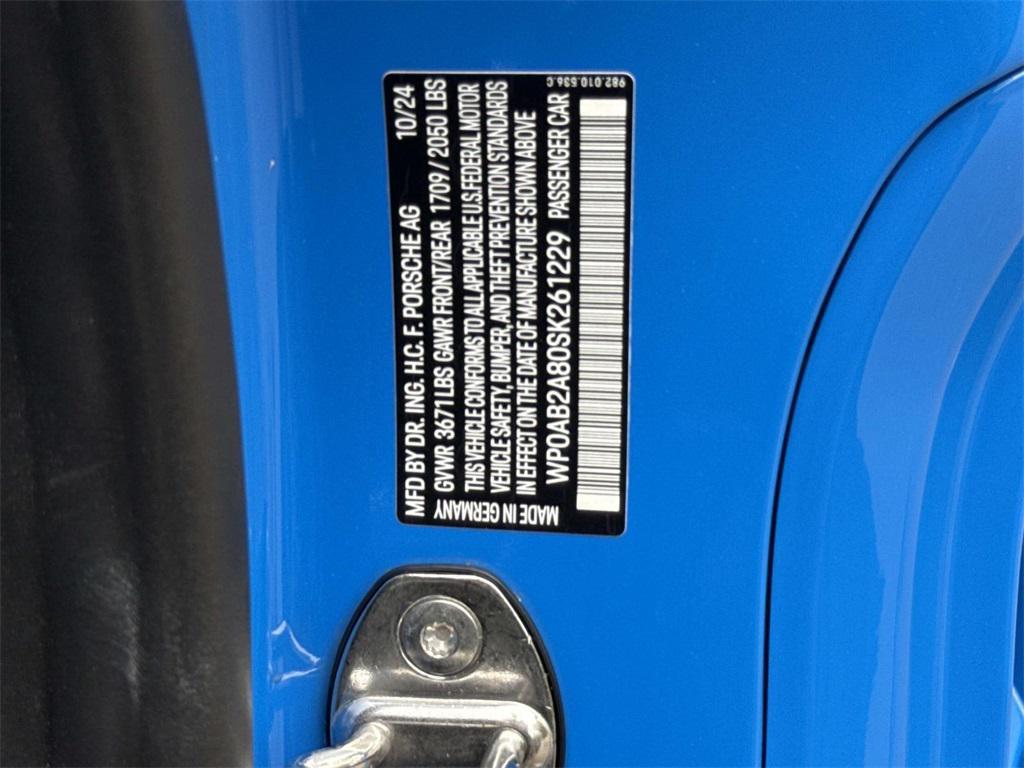 MFD BY DR. ING. H.C. F. PORSCHE AG 10/24
GVWR 3671 LBS GAWR FRONT/REAR 1709 / 2050 LBS
THIS VEHICLE CONFORMS TO ALL APPLICABLE U.S. FEDERAL MOTOR
VEHICLE SAFETY, BUMPER, AND THEFT PREVENTION STANDARDS
IN EFFECT ON THE DATE OF MANUFACTURE SHOWN ABOVE
WP0AB2A80SK261229 PASSENGER CAR
MADE IN GERMANY
982.010.536.C